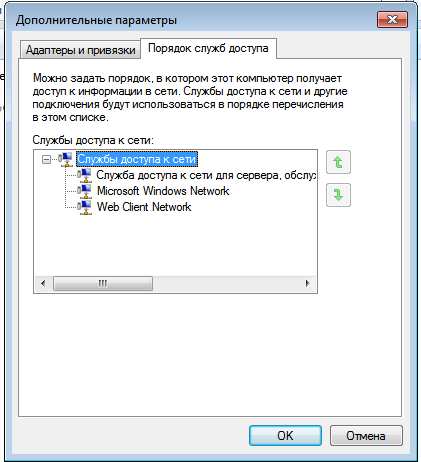 Дополнительные параметры
Адаптеры и привязки
Порядок служб доступа
Можно задать порядок, в котором этот компьютер получает
доступ к информации в сети. Службы доступа к сети и другие
подключения будут использоваться в порядке перечисления
в этом списке.
Службы доступа к сети:
Службы доступа к сети
Служба доступа к сети для сервера, обслуж
Microsoft Windows Network
Web Client Network
OK
Отмена